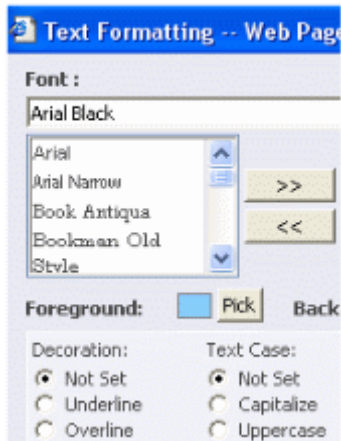 Text Formatting -- Web Page
Font :
Arial Black
Arial
Arial Narrow
Book Antiqua
Bookman Old
Style
>>
<<
Foreground: Pick Back
Decoration: Text Case:
Not Set Not Set
Underline Capitalize
Overline Uppercase